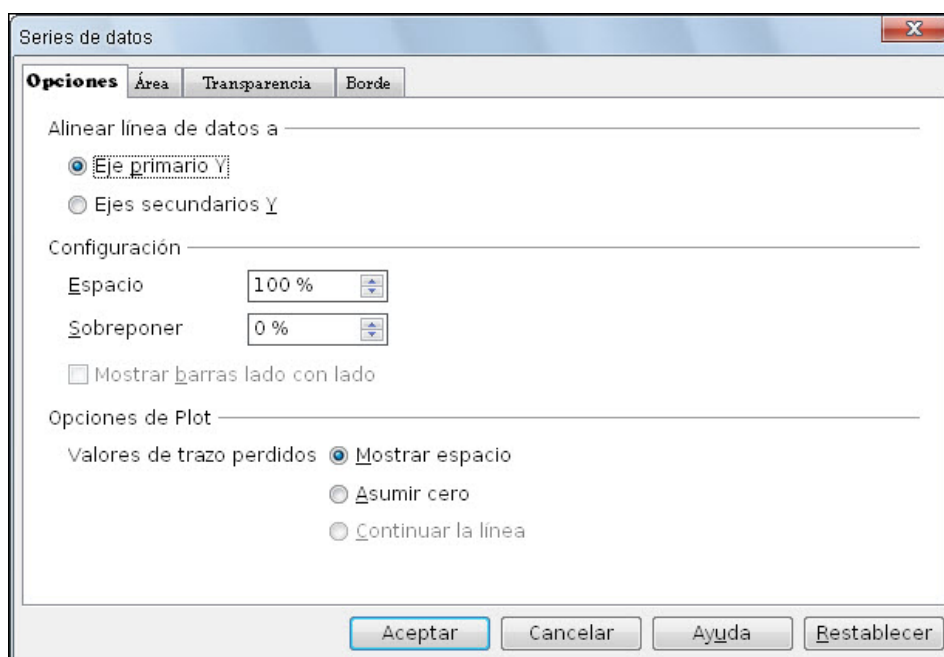 Series de datos
Opciones Área Transparencia Borde
Alinear línea de datos a
Eje primario Y
Ejes secundarios Y
Configuración
Espacio 100 %
Sobreponer 0 %
Mostrar barras lado con lado
Opciones de Plot
Valores de trazo perdidos Mostrar espacio
Asumir cero
Continuar la línea
Aceptar Cancelar Ayuda Restablecer